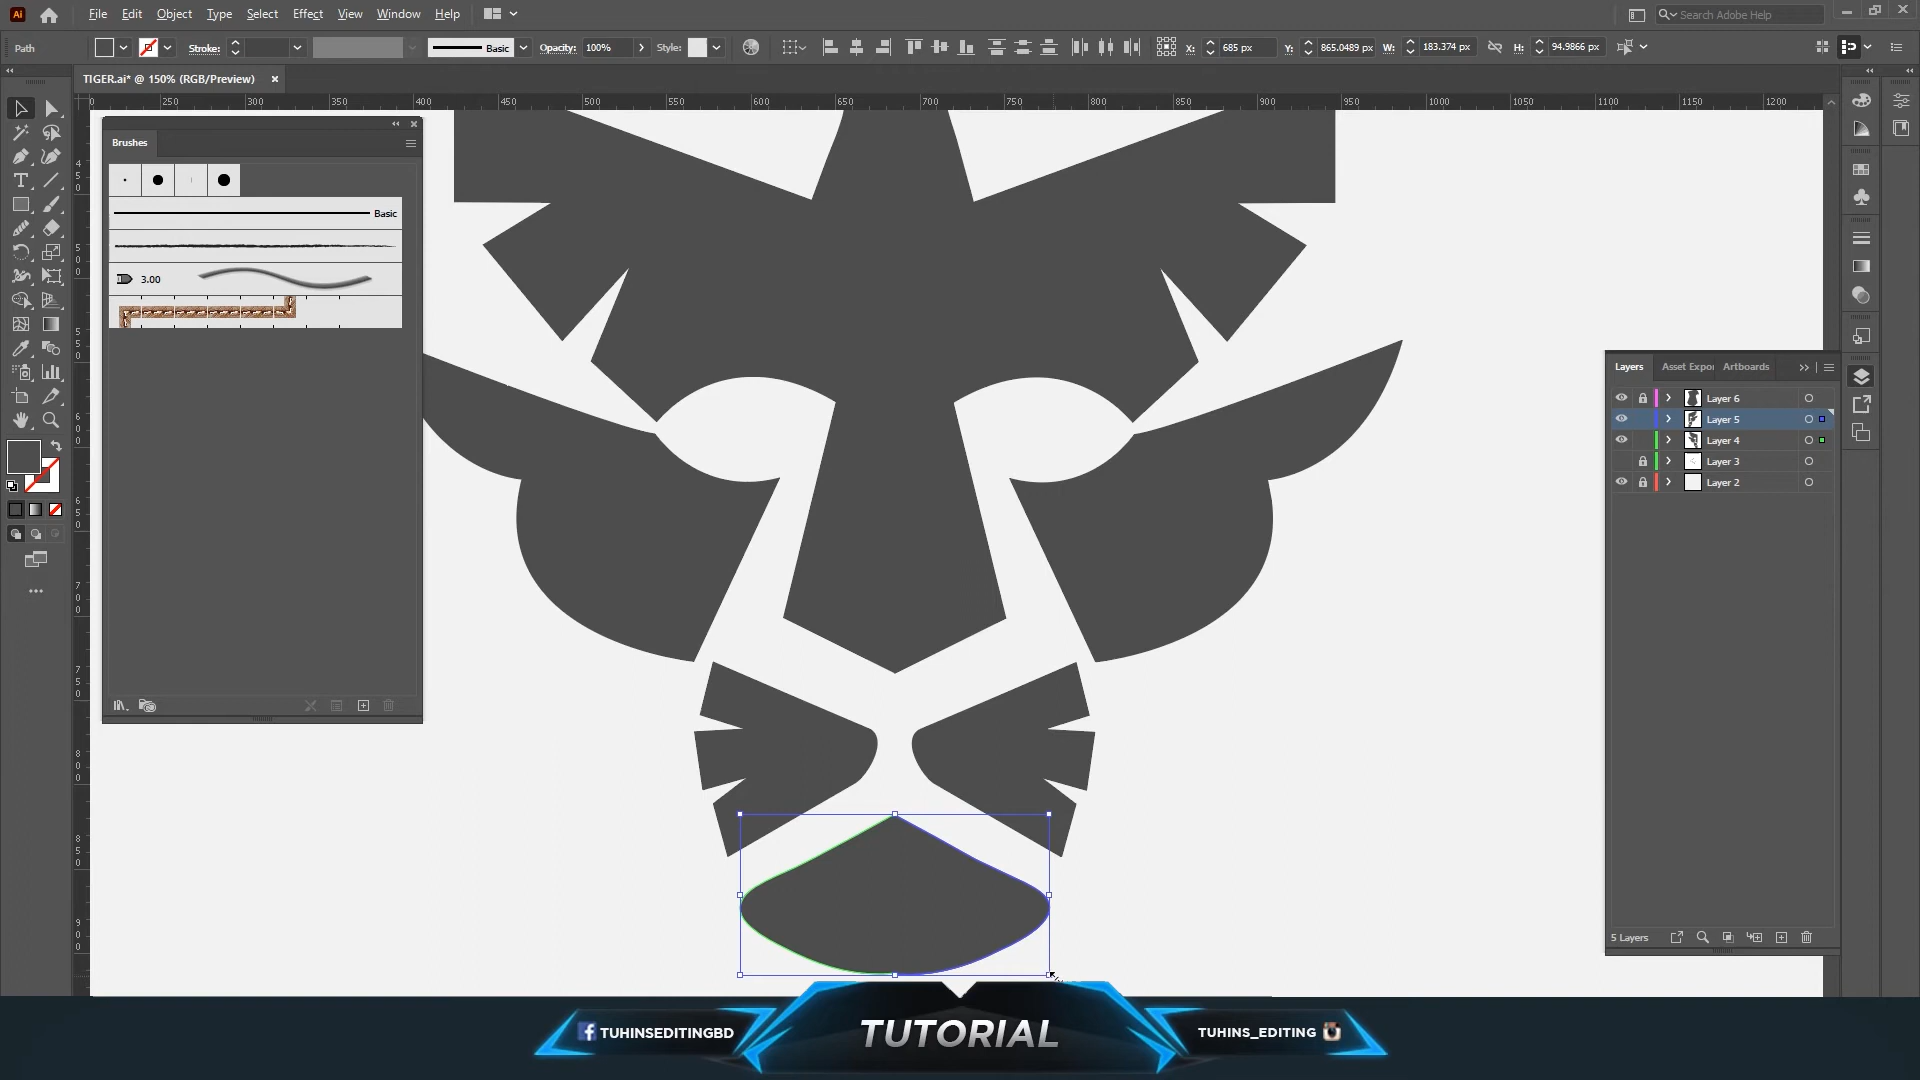 Ai File Edit Object Type Select Effect View Window Help Search Adobe Help
Path Stroke: Basic Opacity: 100% Style: X: 685 px Y: 865.0489 px W: 183.374 px H: 94.9866 px
TIGER.ai* @ 150% (RGB/Preview)
0 250 300 350 400 450 500 550 600 650 700 750 800 850 900 950 1000 1050 1100 1150 1200
Brushes
Basic
3.00
Layers Asset Expor Artboards
Layer 6
Layer 5
Layer 4
Layer 3
Layer 2
5 Layers
TUHINSEDITINGBD
TUTORIAL
TUHINS_EDITING